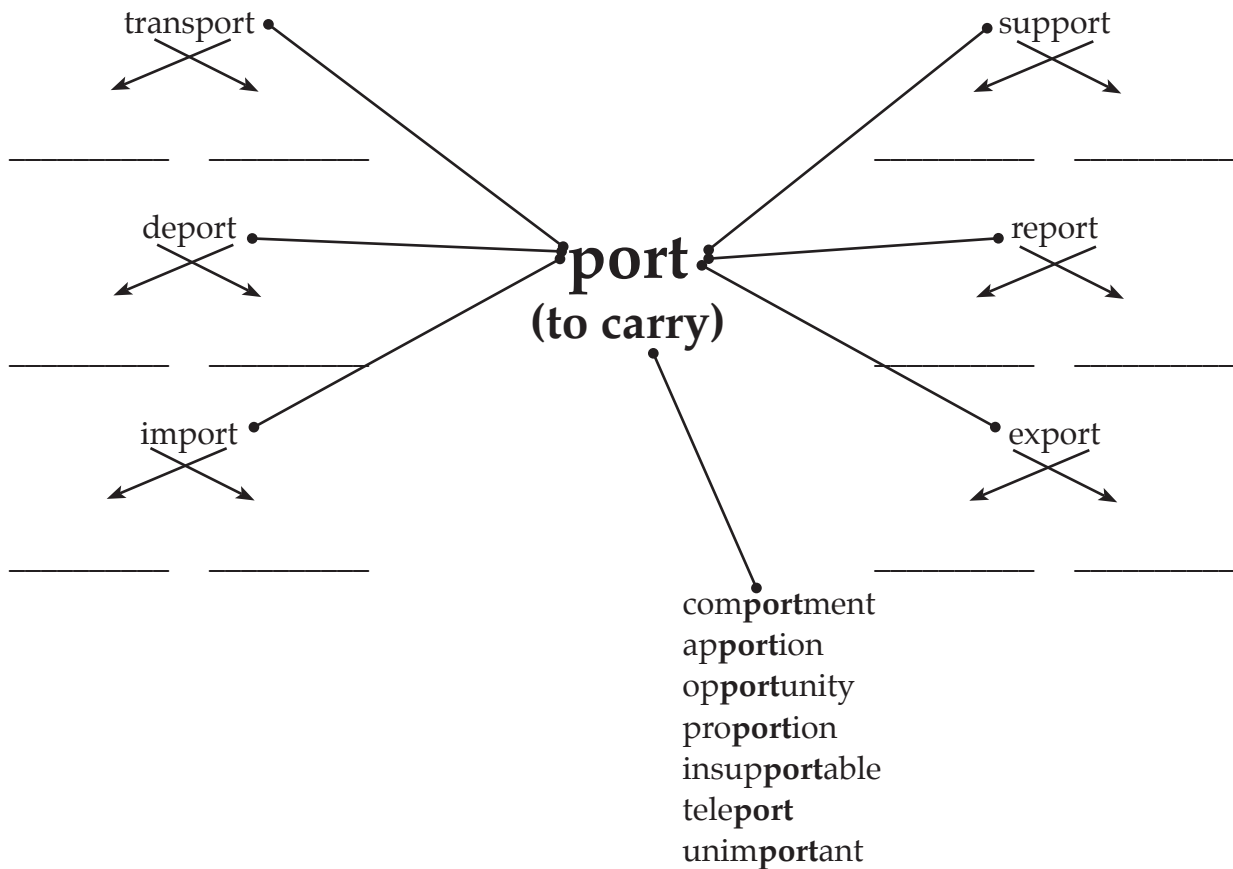 transport
support
deport
report
port
(to carry)
import
export
comportment
apportion
opportunity
proportion
insupportable
teleport
unimportant